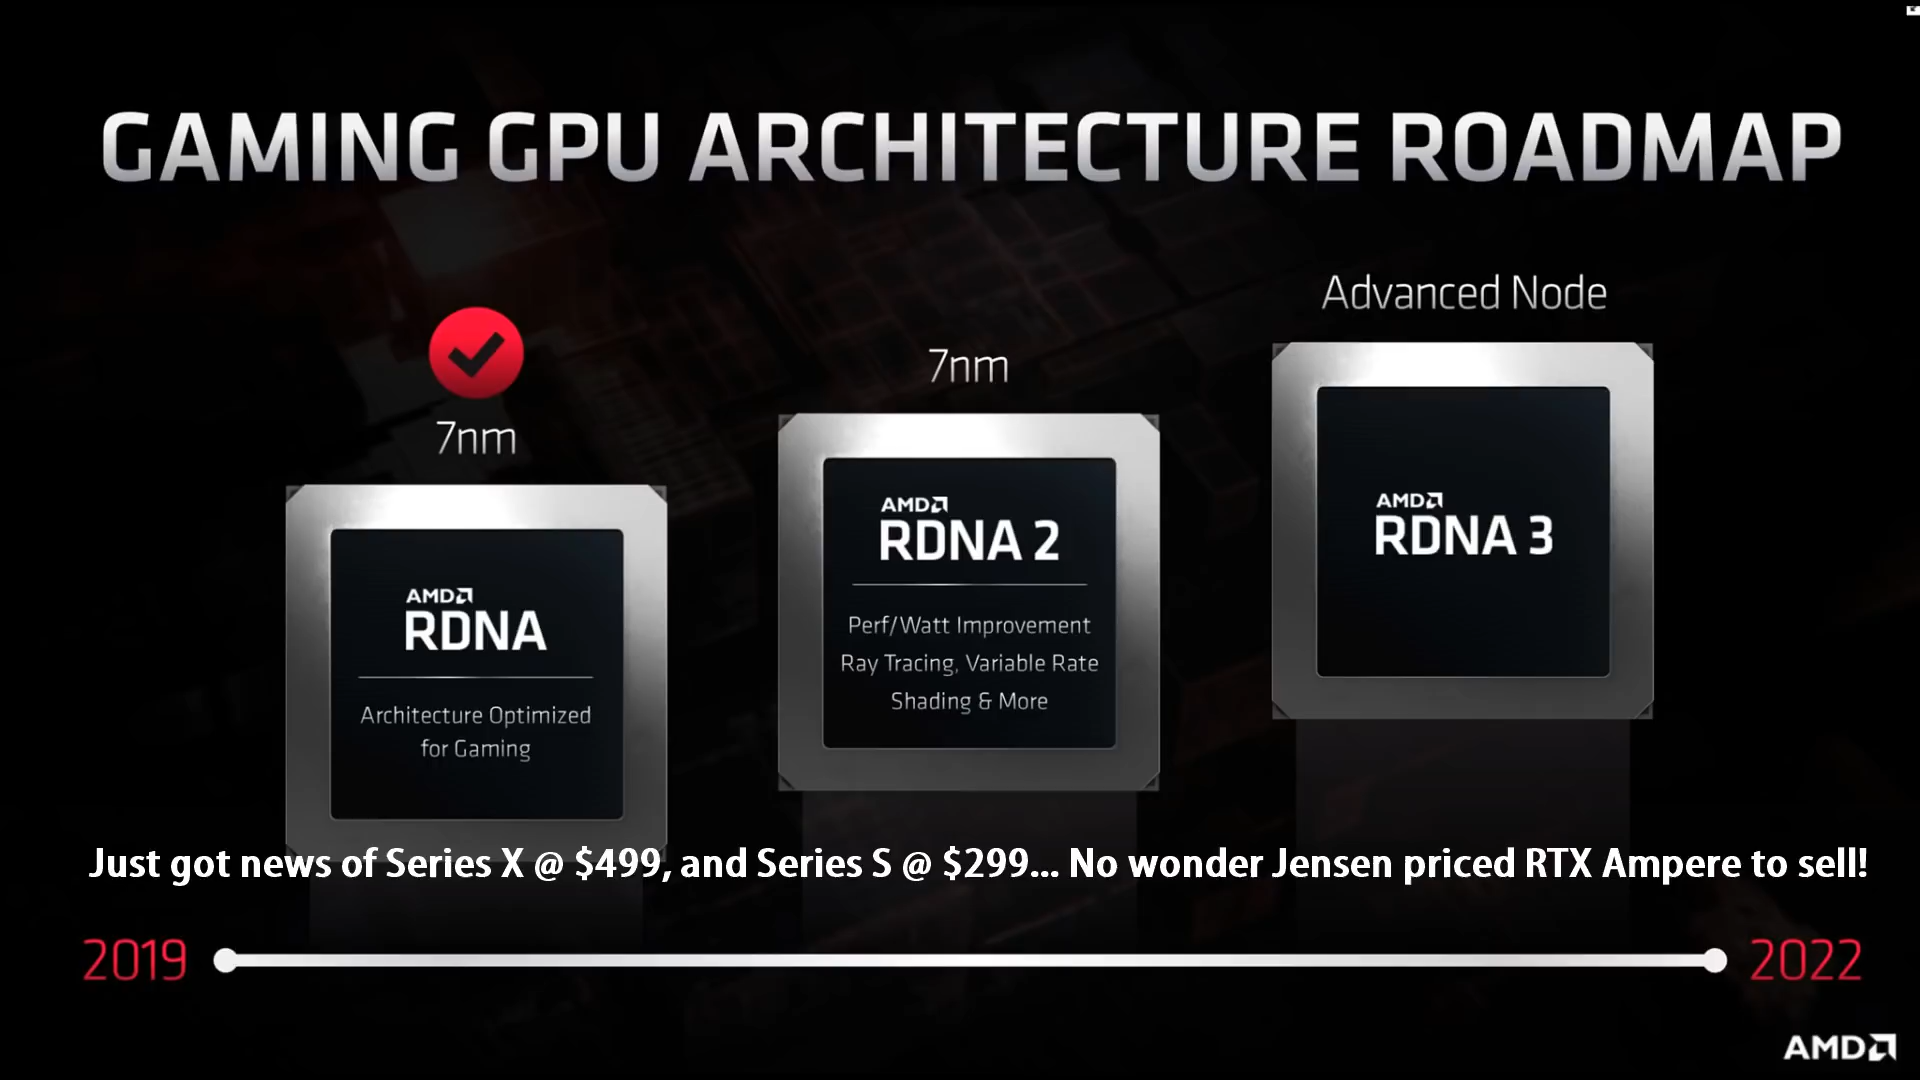 GAMING GPU ARCHITECTURE ROADMAP
Advanced Node
7nm
7nm
AMD
RDNA
Architecture Optimized
for Gaming
AMD
RDNA 2
Perf/Watt Improvement
Ray Tracing, Variable Rate
Shading & More
AMD
RDNA 3
Just got news of Series X @ $499, and Series S @ $299... No wonder Jensen priced RTX Ampere to sell!
2019
2022
AMD